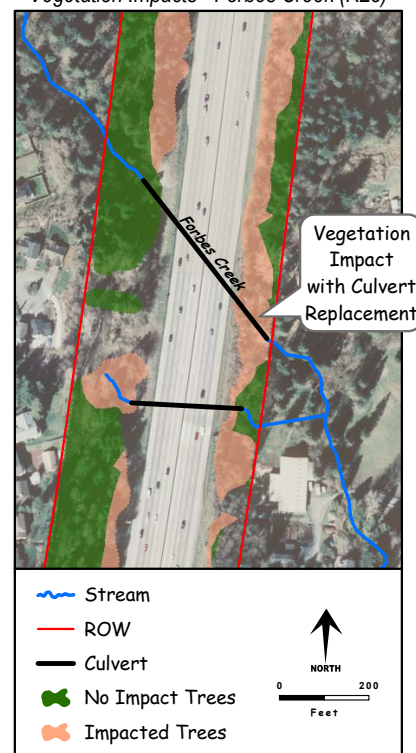 Vegetation Impacts - Forbes Creek
Forbes Creek
Vegetation
Impact
with Culvert
Replacement
Stream
ROW
Culvert
No Impact Trees
Impacted Trees
NORTH
0 200
Feet